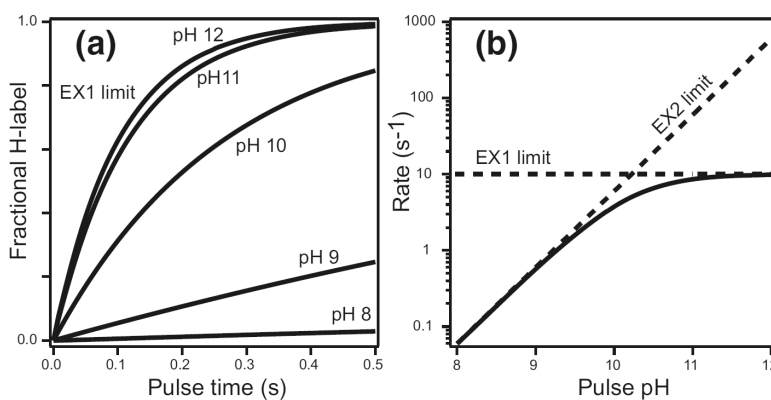 (a)
1.0
pH 12
pH11
EX1 limit
pH 10
pH 9
pH 8
0.0
0.0 0.1 0.2 0.3 0.4 0.5
Fractional H-label
Pulse time (s)
(b)
1000
100
10
1
0.1
EX2 limit
EX1 limit
8 9 10 11 12
Rate (s-1)
Pulse pH